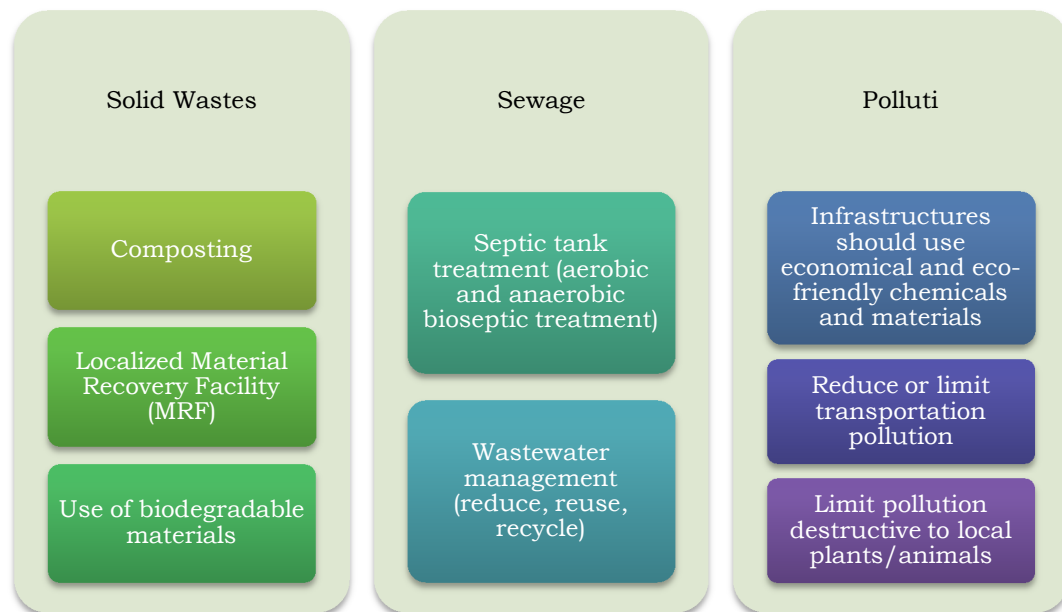 Solid Wastes
Composting
Localized Material
Recovery Facility
(MRF)
Use of biodegradable
materials
Sewage
Septic tank
treatment (aerobic
and anaerobic
bioseptic treatment)
Wastewater
management
(reduce, reuse,
recycle)
Polluti
Infrastructures
should use
economical and eco-
friendly chemicals
and materials
Reduce or limit
transportation
pollution
Limit pollution
destructive to local
plants/animals